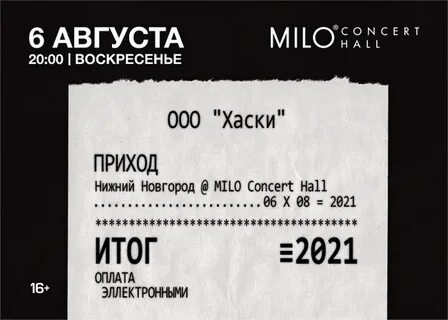 6 АВГУСТА
20:00 | ВОСКРЕСЕНЬЕ
MILO® CONCERT HALL
ООО "Хаски"
ПРИХОД
Нижний Новгород @ MILO Concert Hall
..........................06 X 08 = 2021
****************************************
ИТОГ ≡2021
ОПЛАТА
ЭЛЛЕКТРОННЫМИ
16+